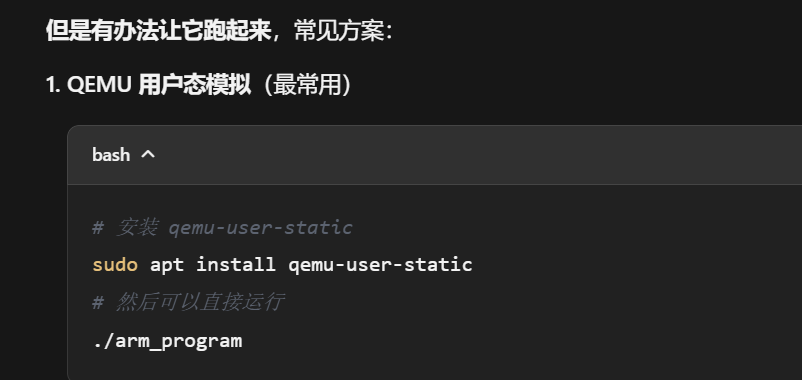 但是有办法让它跑起来，常见方案：
1. QEMU 用户态模拟（最常用）
bash
# 安装 qemu-user-static
sudo apt install qemu-user-static
# 然后可以直接运行
./arm_program